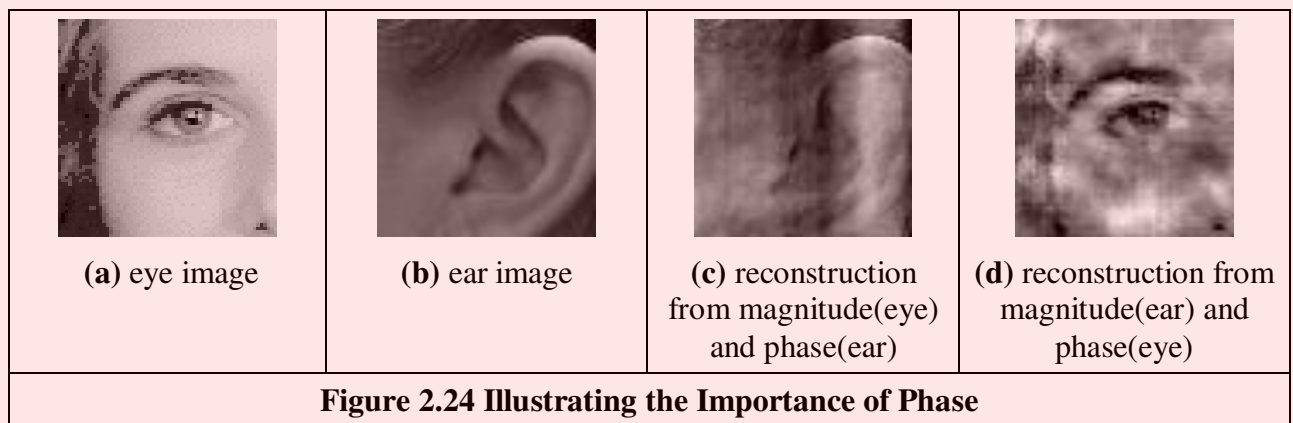 (a) eye image
(b) ear image
(c) reconstruction
from magnitude(eye)
and phase(ear)
(d) reconstruction from
magnitude(ear) and
phase(eye)
Figure 2.24 Illustrating the Importance of Phase